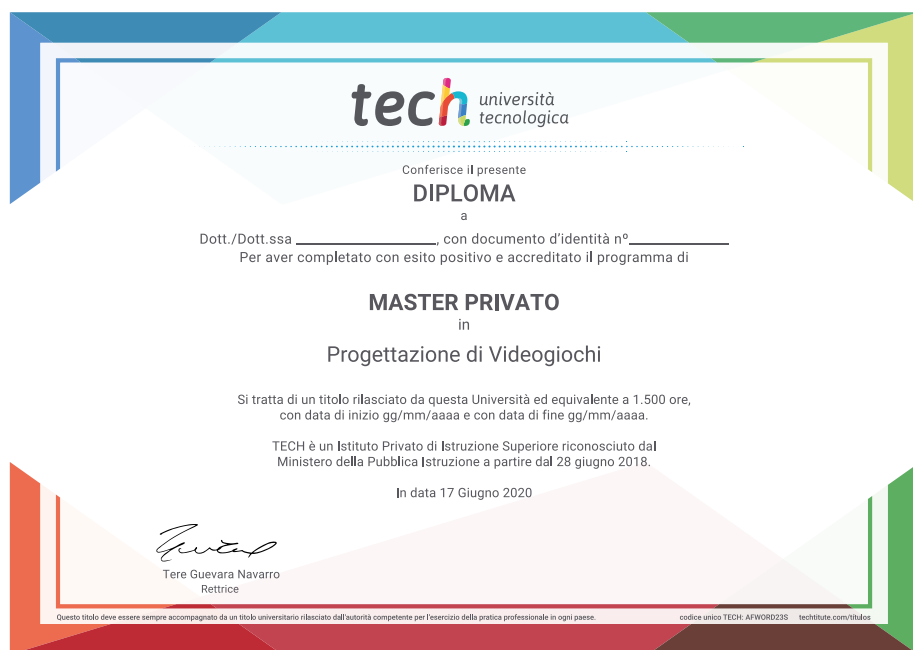 tech università
tecnologica
Conferisce il presente
DIPLOMA
a
Dott./Dott.ssa ____________________, con documento d'identità nº______________
Per aver completato con esito positivo e accreditato il programma di
MASTER PRIVATO
in
Progettazione di Videogiochi
Si tratta di un titolo rilasciato da questa Università ed equivalente a 1.500 ore,
con data di inizio gg/mm/aaaa e con data di fine gg/mm/aaaa.
TECH è un Istituto Privato di Istruzione Superiore riconosciuto dal
Ministero della Pubblica Istruzione a partire dal 28 giugno 2018.
In data 17 Giugno 2020
Tere Guevara Navarro
Rettrice
Questo titolo deve essere sempre accompagnato da un titolo universitario rilasciato dall'autorità competente per l'esercizio della pratica professionale in ogni paese. codice unico TECH: AFWORD23S techtitute.com/titulos